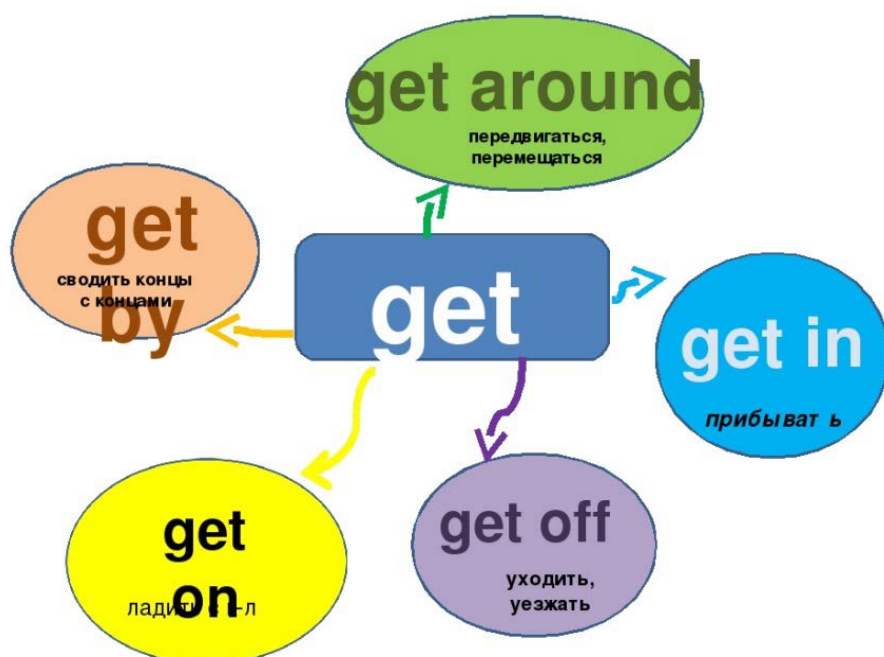 get around
передвигаться,
перемещаться
get
by
сводить концы
с концами
get
get in
прибыват ь
get off
уходить,
уезжать
get
on
ладить -л